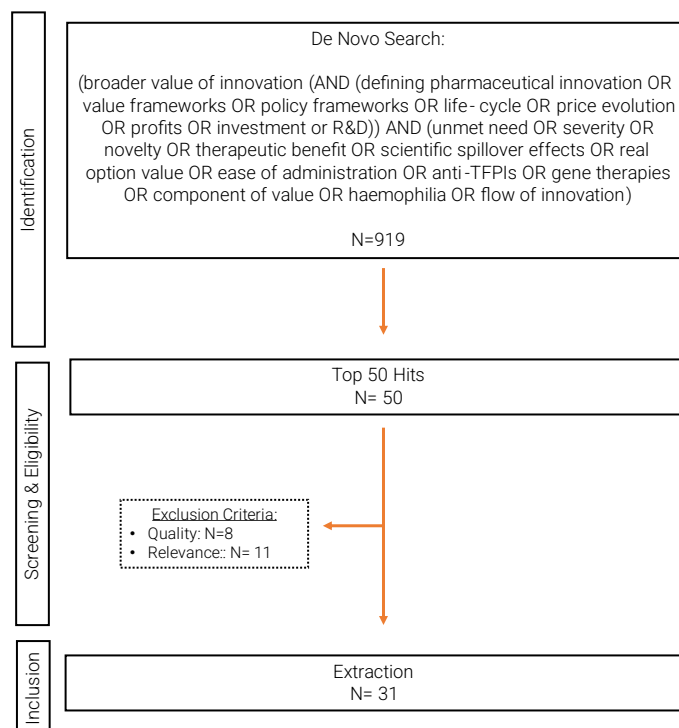 Identification
De Novo Search:
(broader value of innovation (AND (defining pharmaceutical innovation OR
value frameworks OR policy frameworks OR life-cycle OR price evolution
OR profits OR investment or R&D)) AND (unmet need OR severity OR
novelty OR therapeutic benefit OR scientific spillover effects OR real
option value OR ease of administration OR anti-TFPIs OR gene therapies
OR component of value OR haemophilia OR flow of innovation)
N=919
Screening & Eligibility
Top 50 Hits
N= 50
Exclusion Criteria:
• Quality: N=8
• Relevance:: N= 11
Inclusion
Extraction
N= 31